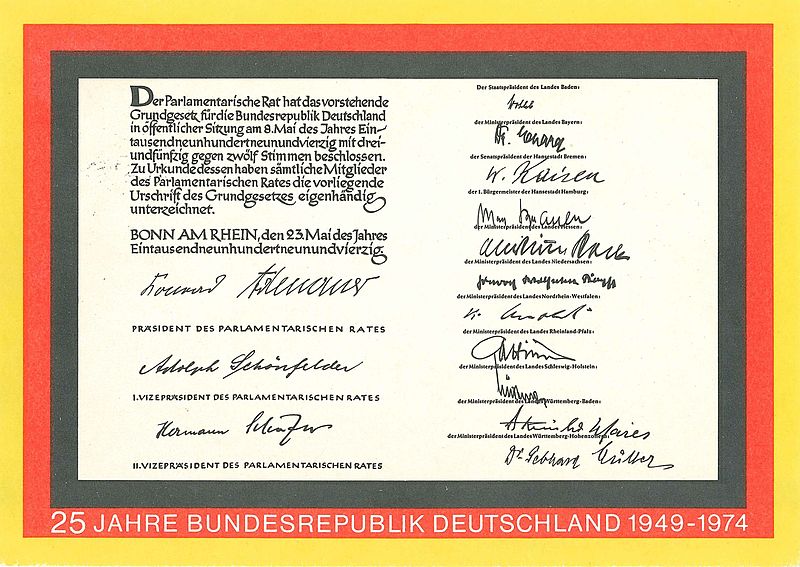 Der Parlamentarische Rat hat das vorstehende
Grundgesetz für die Bundesrepublik Deutschland
in öffentlicher Sitzung am 8. Mai des Jahres Ein-
tausendneunhundertneunundvierzig mit drei-
undfünfzig gegen zwölf Stimmen beschlossen.
Zu Urkunde dessen haben sämtliche Mitglieder
des Parlamentarischen Rates die vorliegende
Urschrift des Grundgesetzes eigenhändig
unterzeichnet.
BONN AM RHEIN, den 23. Mai des Jahres
Eintausendneunhundertneunundvierzig.
Konrad Adenauer
PRÄSIDENT DES PARLAMENTARISCHEN RATES
Adolph Schönfelder
I. VIZEPRÄSIDENT DES PARLAMENTARISCHEN RATES
Hermann Schäfer
II. VIZEPRÄSIDENT DES PARLAMENTARISCHEN RATES
Der Staatspräsident des Landes Baden:
der Ministerpräsident des Landes Bayern:
Dr. Ehard
der Senatspräsident der Hansestadt Bremen:
W. Kaisen
der 1. Bürgermeister der Hansestadt Hamburg:
Max Brauer
der Ministerpräsident des Landes Hessen:
der Ministerpräsident des Landes Niedersachsen:
der Ministerpräsident des Landes Nordrhein-Westfalen:
K. Arnold
der Ministerpräsident des Landes Rheinland-Pfalz:
der Ministerpräsident des Landes Schleswig-Holstein:
der Ministerpräsident des Landes Württemberg-Baden:
der Ministerpräsident des Landes Württemberg-Hohenzollern:
Dr. Gebhard Müller
25 JAHRE BUNDESREPUBLIK DEUTSCHLAND 1949-1974